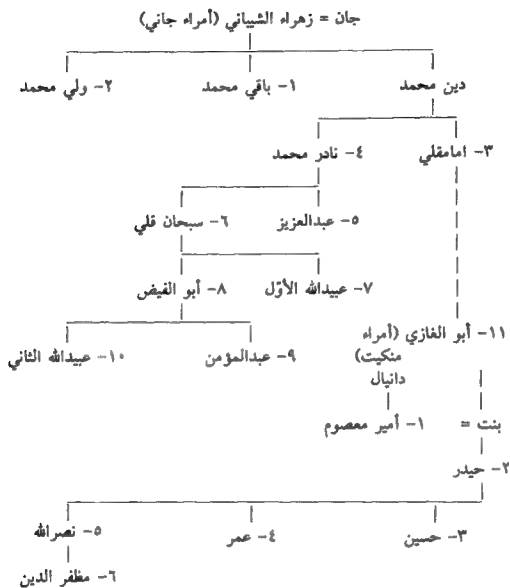 جان = زهراء الشيباني (أمراء جاني)
دين محمد ١- باقي محمد ٢- ولي محمد
٣- امامقلي ٤- نادر محمد
٥- عبدالعزيز ٦- سبحان قلي
٧- عبيدالله الأوّل ٨- أبو الفيض
١١- أبو الغازي (أمراء
منكيت)
٩- عبدالمؤمن ١٠- عبيدالله الثاني
دانيال
بنت = ١- أمير معصوم
٢- حيدر
٣- حسين ٤- عمر ٥- نصرالله
٦- مظفر الدين